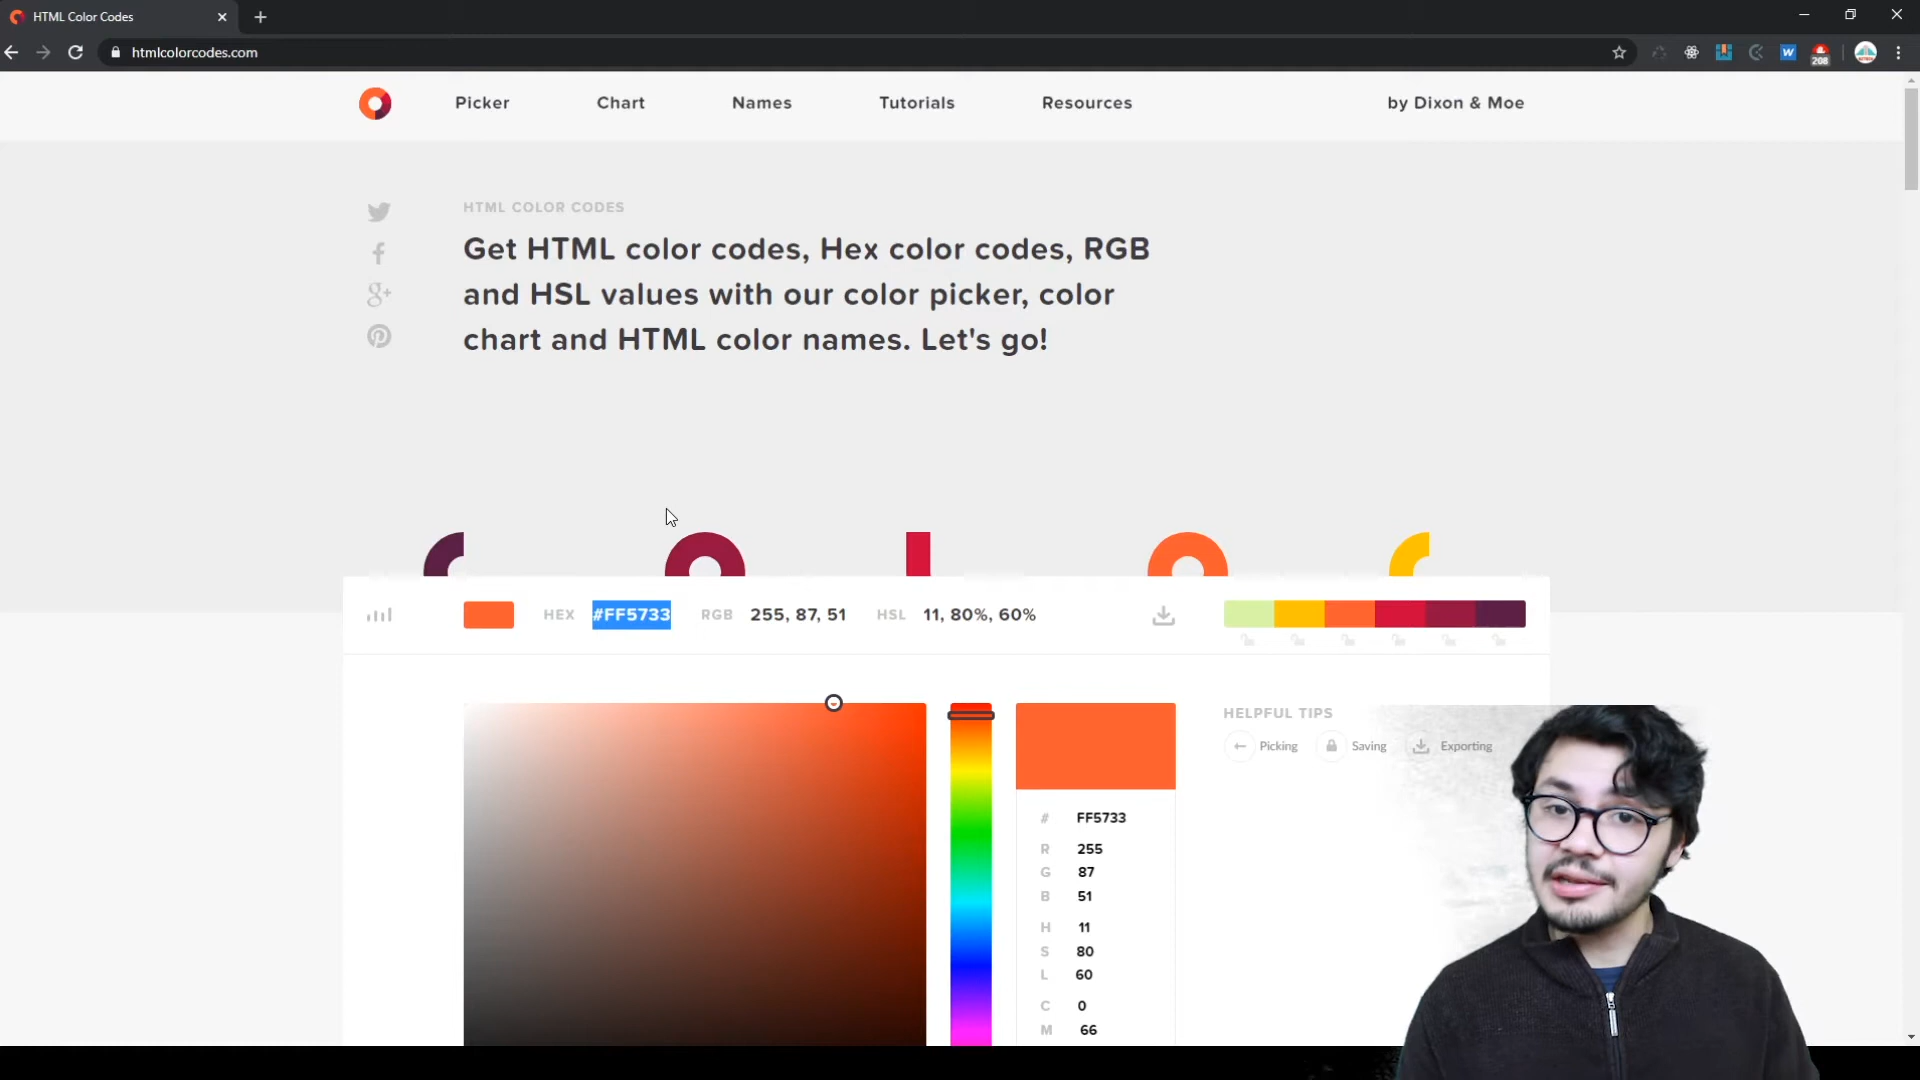 HTML Color Codes
htmlcolorcodes.com
W
208
Picker Chart Names Tutorials Resources by Dixon & Moe
HTML COLOR CODES
Get HTML color codes, Hex color codes, RGB
and HSL values with our color picker, color
chart and HTML color names. Let's go!
HEX #FF5733 RGB 255, 87, 51 HSL 11, 80%, 60%
HELPFUL TIPS
Picking Saving Exporting
# FF5733
R 255
G 87
B 51
H 11
S 80
L 60
C 0
M 66